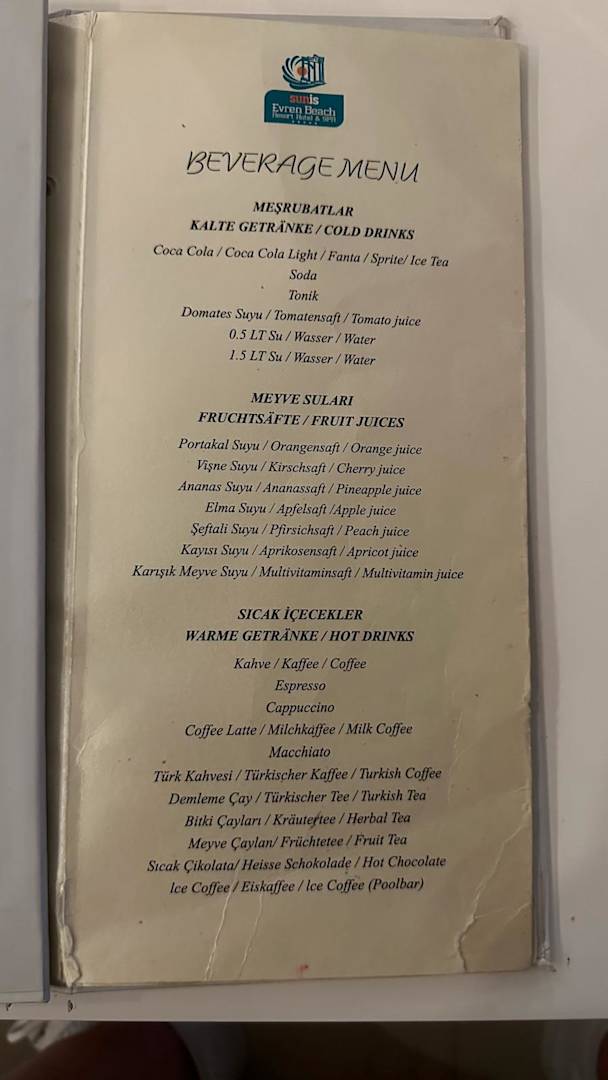 sunis
Evren Beach
Resort Hotel & SPA
BEVERAGE MENU
MEŞRUBATLAR
KALTE GETRÄNKE / COLD DRINKS
Coca Cola / Coca Cola Light / Fanta / Sprite/ Ice Tea
Soda
Tonik
Domates Suyu / Tomatensaft / Tomato juice
0.5 LT Su / Wasser / Water
1.5 LT Su / Wasser / Water
MEYVE SULARI
FRUCHTSÄFTE / FRUIT JUICES
Portakal Suyu / Orangensaft / Orange juice
Vişne Suyu / Kirschsaft / Cherry juice
Ananas Suyu / Ananassaft / Pineapple juice
Elma Suyu / Apfelsaft /Apple juice
Şeftali Suyu / Pfirsichsaft / Peach juice
Kayısı Suyu / Aprikosensaft / Apricot juice
Karışık Meyve Suyu / Multivitaminsaft / Multivitamin juice
SICAK İÇECEKLER
WARME GETRÄNKE / HOT DRINKS
Kahve / Kaffee / Coffee
Espresso
Cappuccino
Coffee Latte / Milchkaffee / Milk Coffee
Macchiato
Türk Kahvesi / Türkischer Kaffee / Turkish Coffee
Demleme Çay / Türkischer Tee / Turkish Tea
Bitki Çayları / Kräutertee / Herbal Tea
Meyve Çaylan/ Früchtetee / Fruit Tea
Sıcak Çikolata/ Heisse Schokolade / Hot Chocolate
Ice Coffee / Eiskaffee / Ice Coffee (Poolbar)